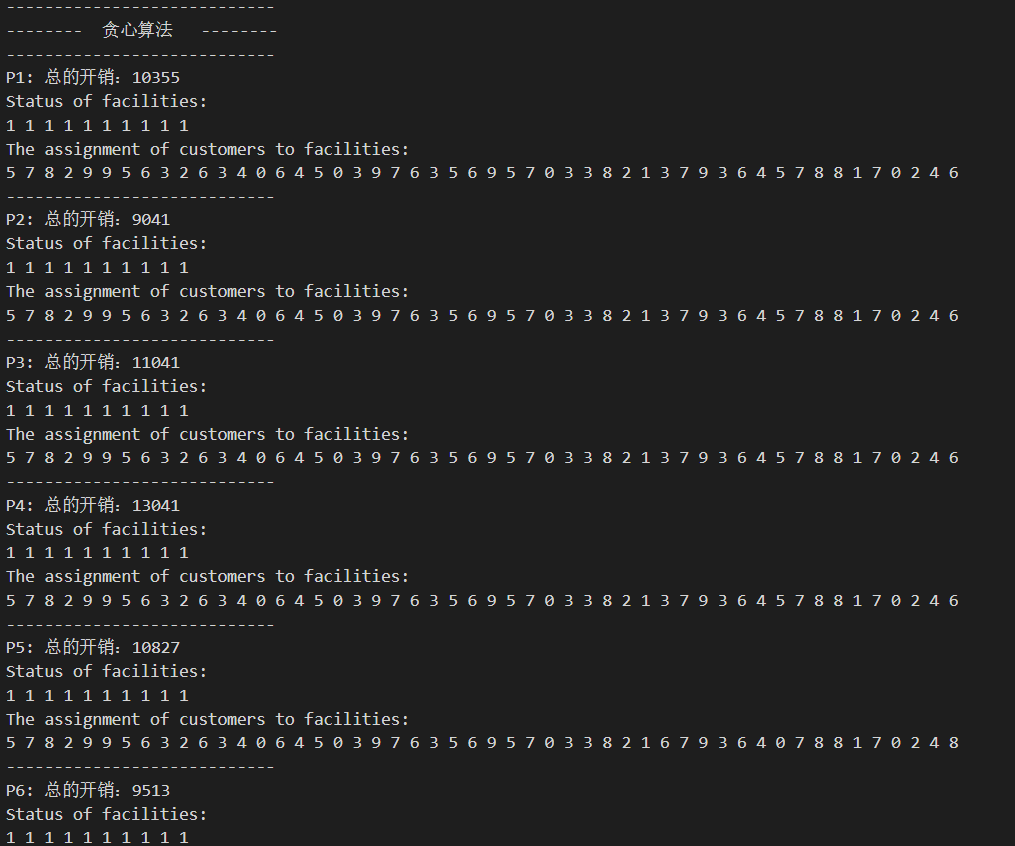 ----------------------------
--------  贪心算法   --------
----------------------------
P1: 总的开销: 10355
Status of facilities:
1 1 1 1 1 1 1 1 1 1
The assignment of customers to facilities:
5 7 8 2 9 9 5 6 3 2 6 3 4 0 6 4 5 0 3 9 7 6 3 5 6 9 5 7 0 3 3 8 2 1 3 7 9 3 6 4 5 7 8 8 1 7 0 2 4 6
----------------------------
P2: 总的开销: 9041
Status of facilities:
1 1 1 1 1 1 1 1 1 1
The assignment of customers to facilities:
5 7 8 2 9 9 5 6 3 2 6 3 4 0 6 4 5 0 3 9 7 6 3 5 6 9 5 7 0 3 3 8 2 1 3 7 9 3 6 4 5 7 8 8 1 7 0 2 4 6
----------------------------
P3: 总的开销: 11041
Status of facilities:
1 1 1 1 1 1 1 1 1 1
The assignment of customers to facilities:
5 7 8 2 9 9 5 6 3 2 6 3 4 0 6 4 5 0 3 9 7 6 3 5 6 9 5 7 0 3 3 8 2 1 3 7 9 3 6 4 5 7 8 8 1 7 0 2 4 6
----------------------------
P4: 总的开销: 13041
Status of facilities:
1 1 1 1 1 1 1 1 1 1
The assignment of customers to facilities:
5 7 8 2 9 9 5 6 3 2 6 3 4 0 6 4 5 0 3 9 7 6 3 5 6 9 5 7 0 3 3 8 2 1 3 7 9 3 6 4 5 7 8 8 1 7 0 2 4 6
----------------------------
P5: 总的开销: 10827
Status of facilities:
1 1 1 1 1 1 1 1 1 1
The assignment of customers to facilities:
5 7 8 2 9 9 5 6 3 2 6 3 4 0 6 4 5 0 3 9 7 6 3 5 6 9 5 7 0 3 3 8 2 1 6 7 9 3 6 4 0 7 8 8 1 7 0 2 4 8
----------------------------
P6: 总的开销: 9513
Status of facilities:
1 1 1 1 1 1 1 1 1 1